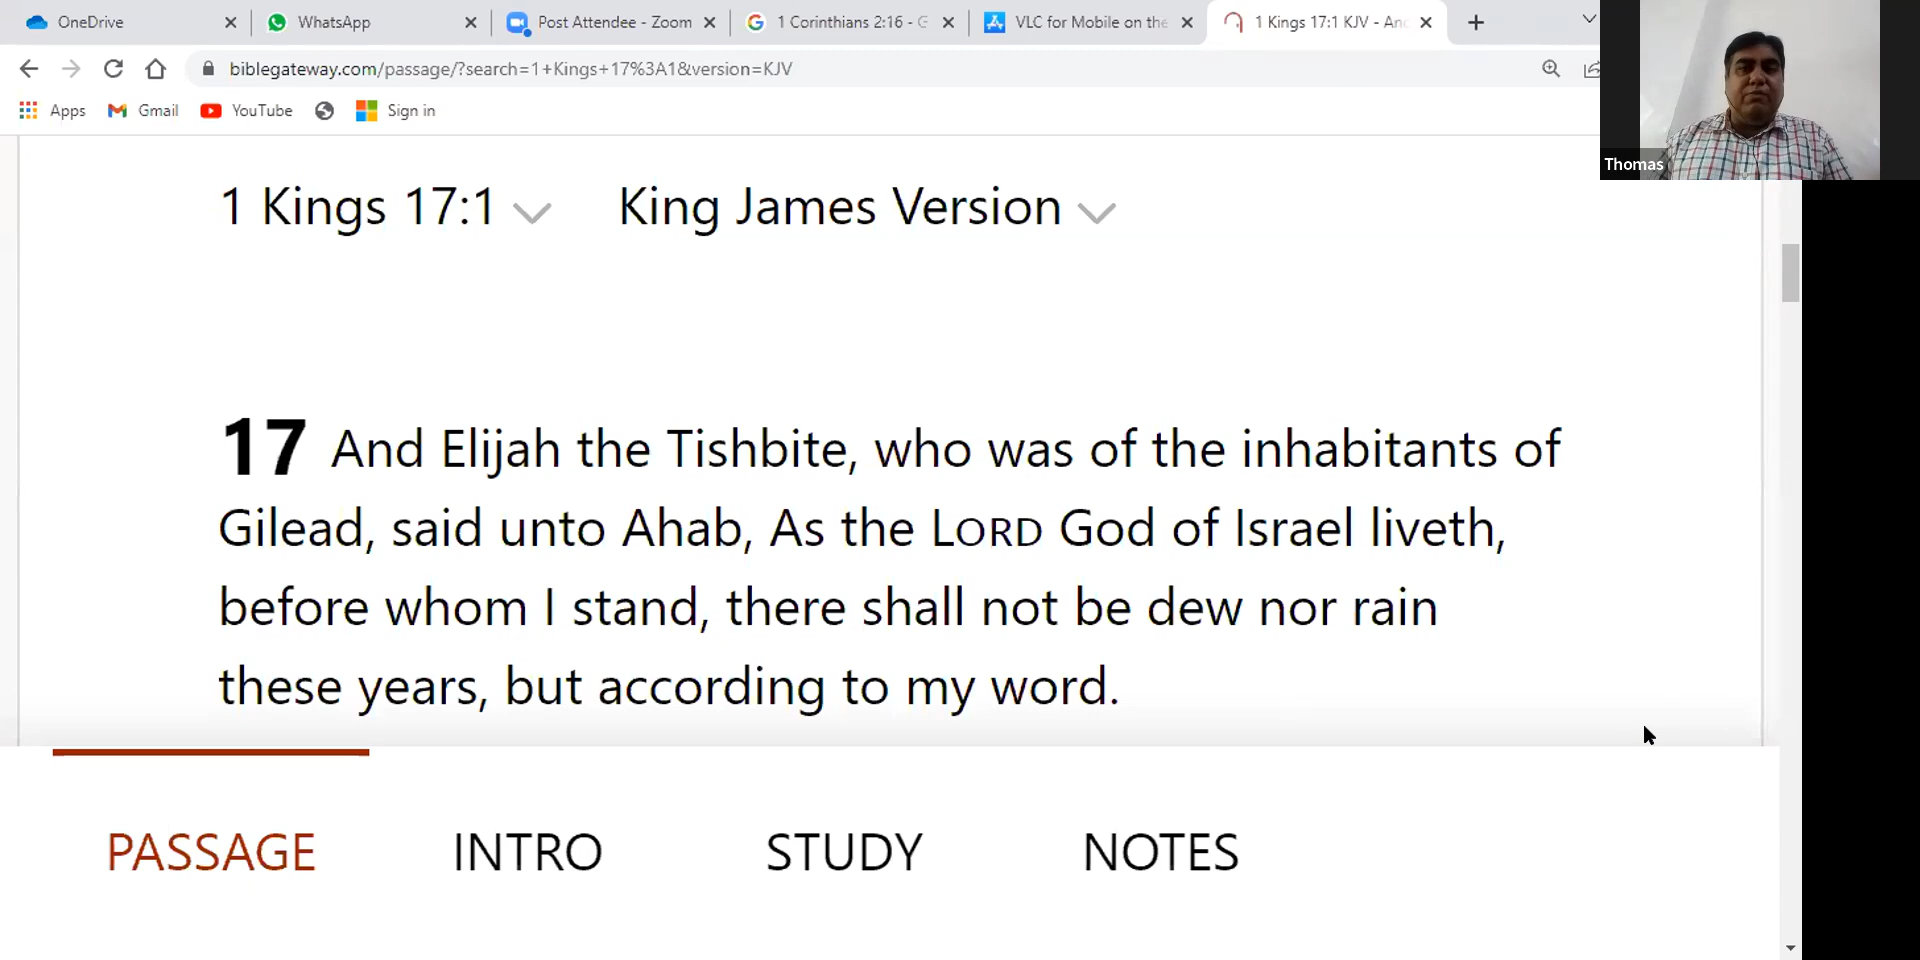 OneDrive WhatsApp Post Attendee - Zoom 1 Corinthians 2:16 - G VLC for Mobile on the 1 Kings 17:1 KJV - And
biblegateway.com/passage/?search=1+Kings+17%3A1&version=KJV
Apps Gmail YouTube Sign in
Thomas
1 Kings 17:1 King James Version
17 And Elijah the Tishbite, who was of the inhabitants of
Gilead, said unto Ahab, As the LORD God of Israel liveth,
before whom I stand, there shall not be dew nor rain
these years, but according to my word.
PASSAGE INTRO STUDY NOTES